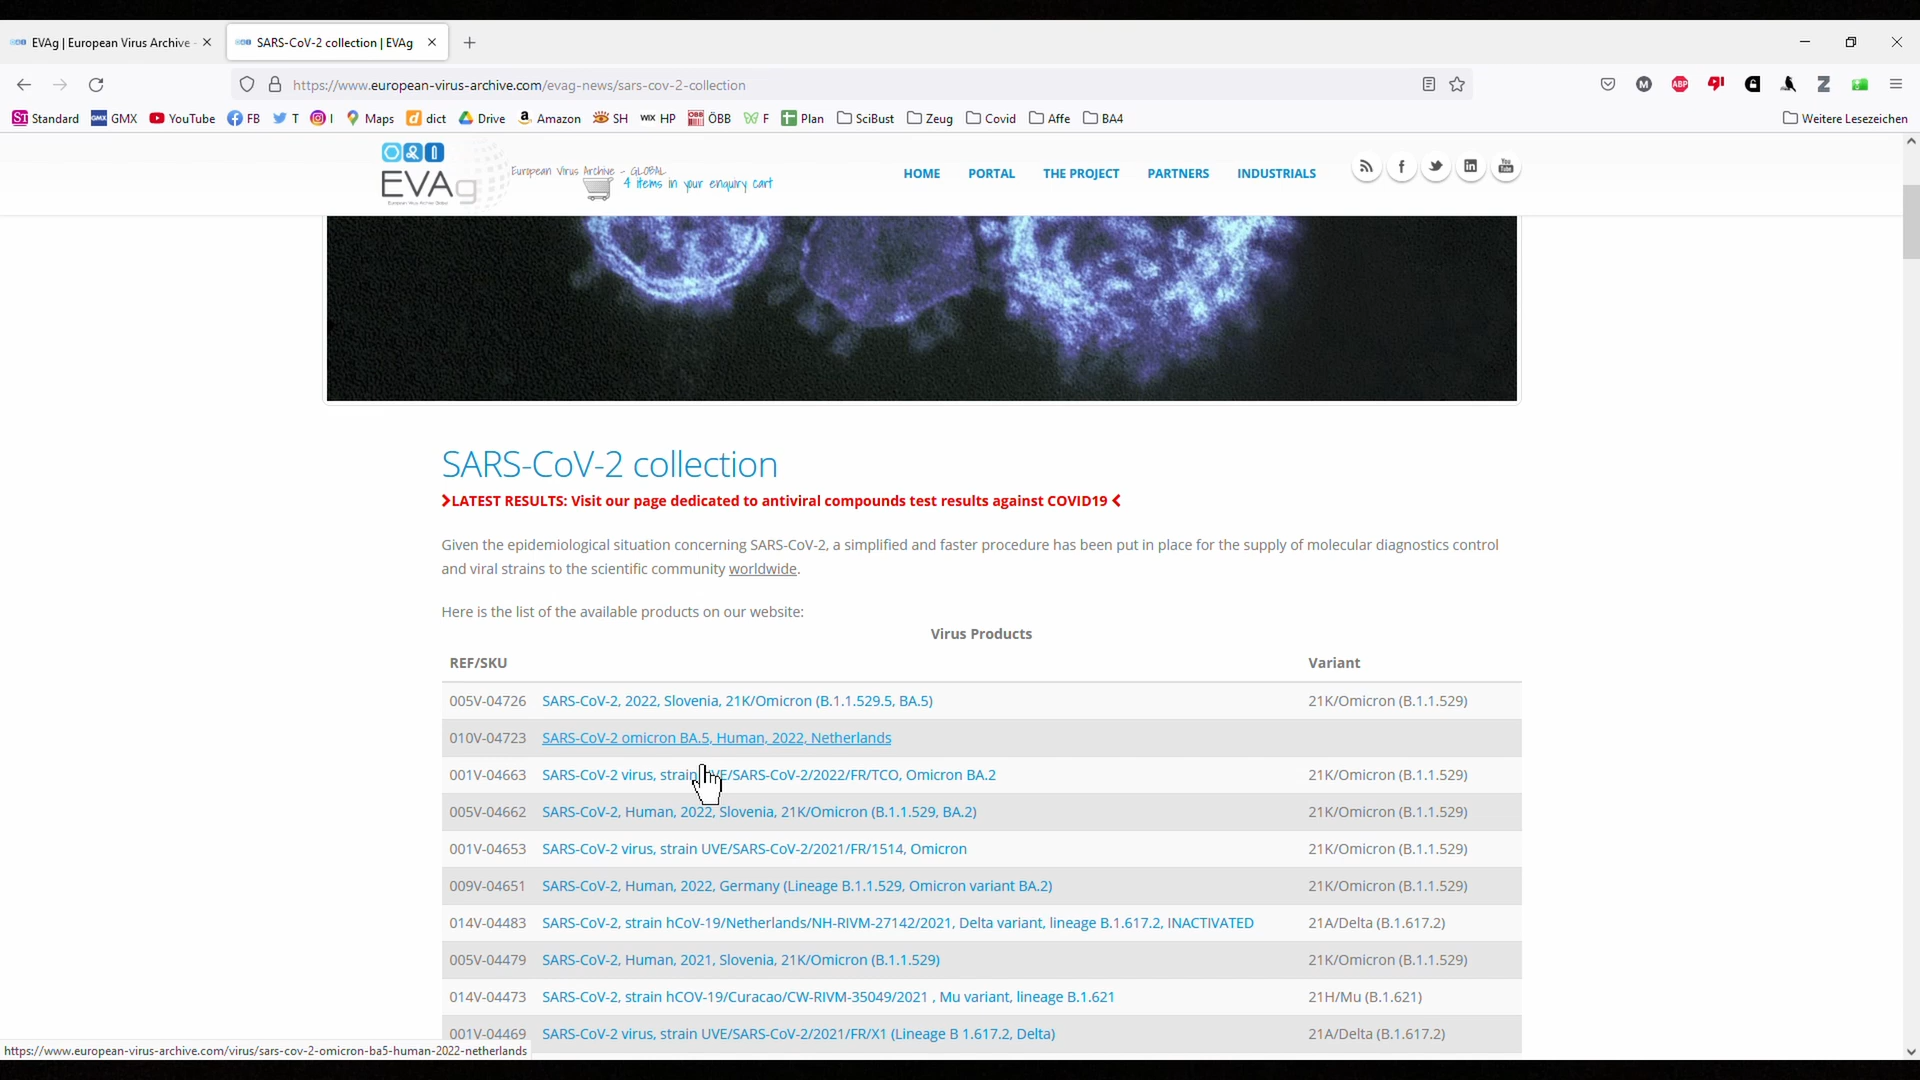 EVAg | European Virus Archive -
SARS-CoV-2 collection | EVAg
https://www.european-virus-archive.com/evag-news/sars-cov-2-collection
Standard GMX YouTube FB T I Maps dict Drive Amazon SH WIX HP ÖBB F Plan SciBust Zeug Covid Affe BA4 Weitere Lesezeichen
EVAg
European Virus Archive - GLOBAL
4 items in your enquiry cart
HOME PORTAL THE PROJECT PARTNERS INDUSTRIALS
SARS-CoV-2 collection
LATEST RESULTS: Visit our page dedicated to antiviral compounds test results against COVID19
Given the epidemiological situation concerning SARS-CoV-2, a simplified and faster procedure has been put in place for the supply of molecular diagnostics control
and viral strains to the scientific community worldwide.
Here is the list of the available products on our website:
Virus Products
REF/SKU Variant
005V-04726 SARS-CoV-2, 2022, Slovenia, 21K/Omicron (B.1.1.529.5, BA.5) 21K/Omicron (B.1.1.529)
010V-04723 SARS-CoV-2 omicron BA.5, Human, 2022, Netherlands
001V-04663 SARS-CoV-2 virus, strain UVE/SARS-CoV-2/2022/FR/TCO, Omicron BA.2 21K/Omicron (B.1.1.529)
005V-04662 SARS-CoV-2, Human, 2022, Slovenia, 21K/Omicron (B.1.1.529, BA.2) 21K/Omicron (B.1.1.529)
001V-04653 SARS-CoV-2 virus, strain UVE/SARS-CoV-2/2021/FR/1514, Omicron 21K/Omicron (B.1.1.529)
009V-04651 SARS-CoV-2, Human, 2022, Germany (Lineage B.1.1.529, Omicron variant BA.2) 21K/Omicron (B.1.1.529)
014V-04483 SARS-CoV-2, strain hCoV-19/Netherlands/NH-RIVM-27142/2021, Delta variant, lineage B.1.617.2, INACTIVATED 21A/Delta (B.1.617.2)
005V-04479 SARS-CoV-2, Human, 2021, Slovenia, 21K/Omicron (B.1.1.529) 21K/Omicron (B.1.1.529)
014V-04473 SARS-CoV-2, strain hCOV-19/Curacao/CW-RIVM-35049/2021 , Mu variant, lineage B.1.621 21H/Mu (B.1.621)
001V-04469 SARS-CoV-2 virus, strain UVE/SARS-CoV-2/2021/FR/X1 (Lineage B 1.617.2, Delta) 21A/Delta (B.1.617.2)
https://www.european-virus-archive.com/virus/sars-cov-2-omicron-ba5-human-2022-netherlands